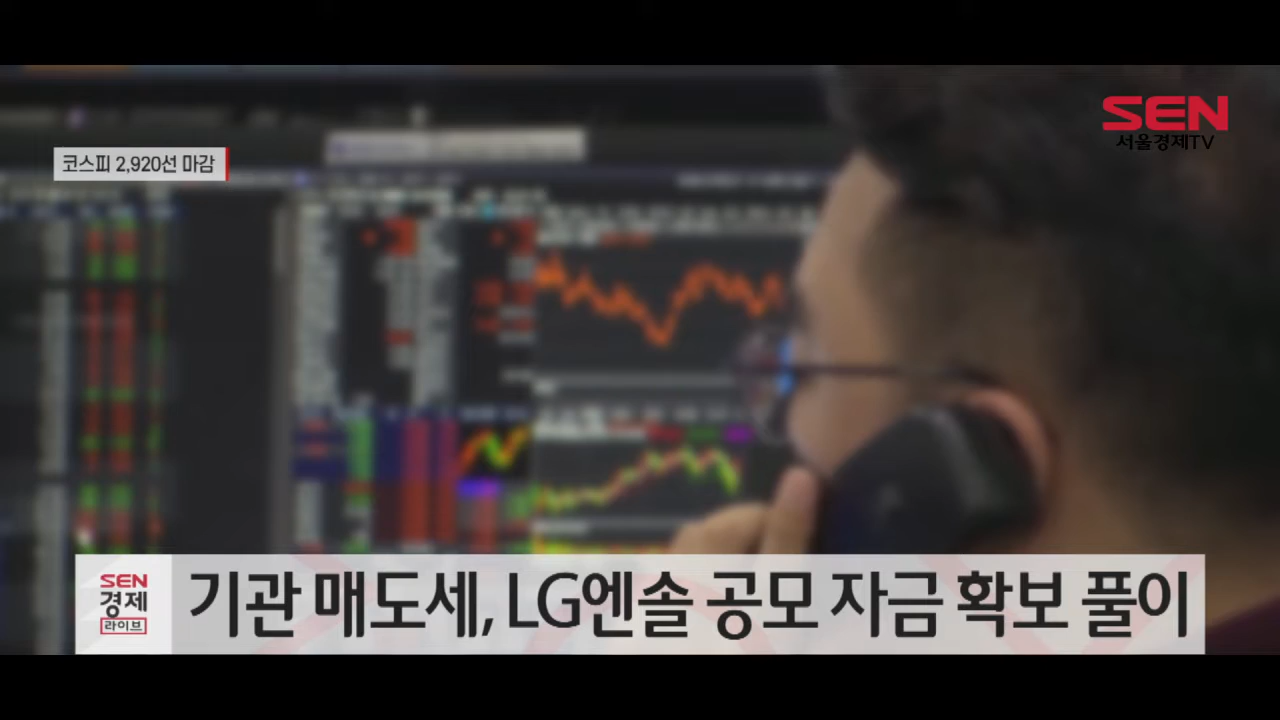 SEN
서울경제TV
코스피 2,920선 마감
SEN
경제
라이브
기관 매도세, LG엔솔 공모 자금 확보 풀이